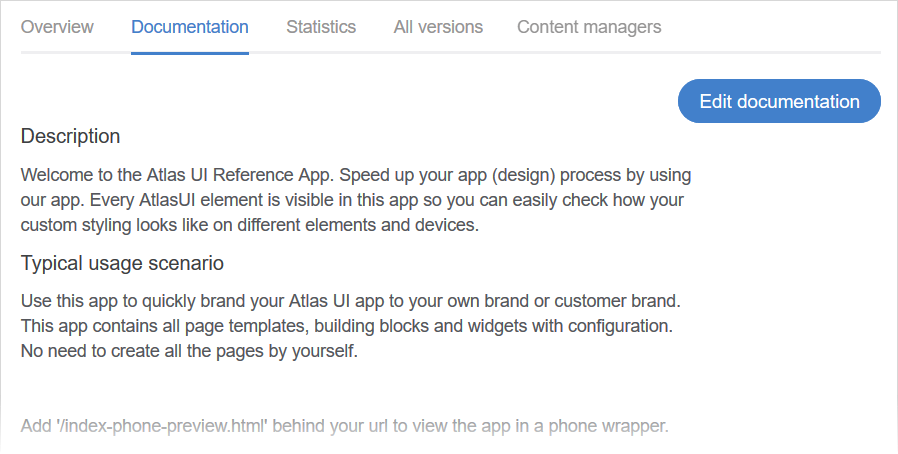 Overview Documentation Statistics All versions Content managers
Edit documentation
Description
Welcome to the Atlas UI Reference App. Speed up your app (design) process by using
our app. Every AtlasUI element is visible in this app so you can easily check how your
custom styling looks like on different elements and devices.
Typical usage scenario
Use this app to quickly brand your Atlas UI app to your own brand or customer brand.
This app contains all page templates, building blocks and widgets with configuration.
No need to create all the pages by yourself.
Add '/index-phone-preview.html' behind your url to view the app in a phone wrapper.